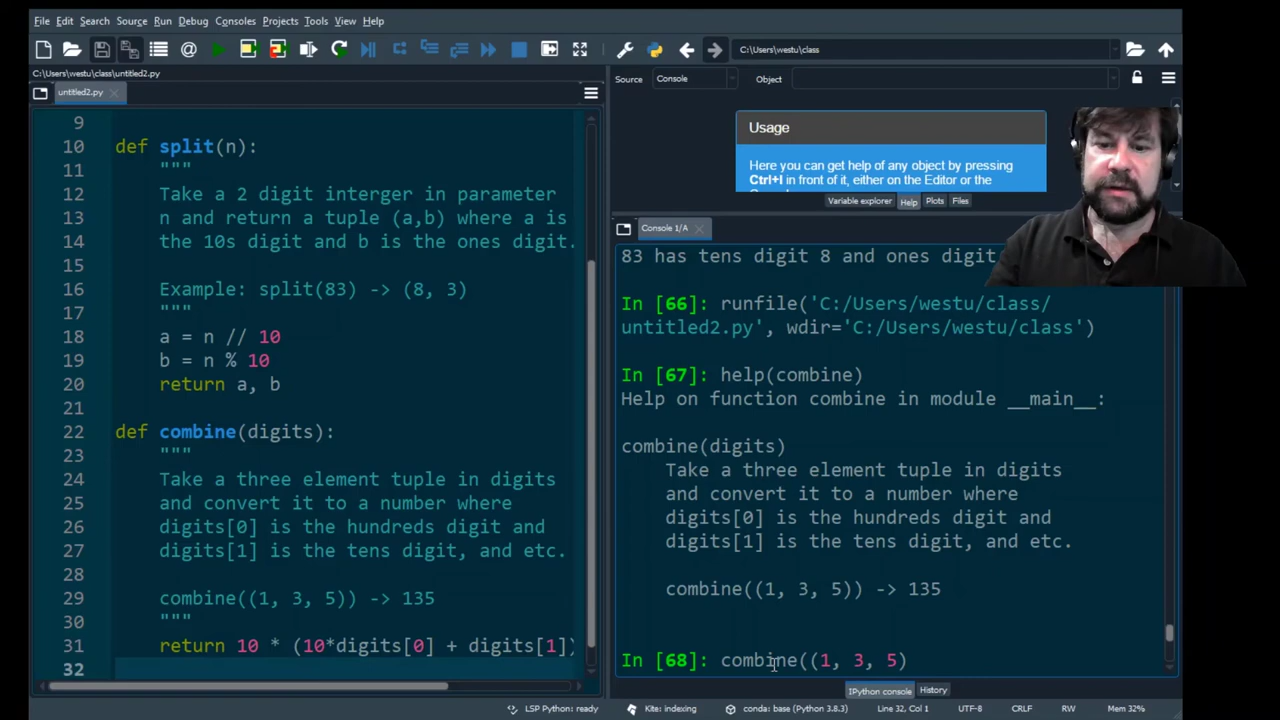 File Edit Search Source Run Debug Consoles Projects Tools View Help
C:\Users\westu\class
C:\Users\westu\class\untitled2.py
Source Console Object
untitled2.py
9
10 def split(n):
11 """
12 Take a 2 digit interger in parameter
13 n and return a tuple (a,b) where a is
14 the 10s digit and b is the ones digit.
15
16 Example: split(83) -> (8, 3)
17 """
18 a = n // 10
19 b = n % 10
20 return a, b
21
22 def combine(digits):
23 """
24 Take a three element tuple in digits
25 and convert it to a number where
26 digits[0] is the hundreds digit and
27 digits[1] is the tens digit, and etc.
28
29 combine((1, 3, 5)) -> 135
30 """
31 return 10 * (10*digits[0] + digits[1])
32
Usage
Here you can get help of any object by pressing
Ctrl+I in front of it, either on the Editor or the
Variable explorer Help Plots Files
Console 1/A
83 has tens digit 8 and ones digit
In [66]: runfile('C:/Users/westu/class/
untitled2.py', wdir='C:/Users/westu/class')
In [67]: help(combine)
Help on function combine in module __main__:
combine(digits)
Take a three element tuple in digits
and convert it to a number where
digits[0] is the hundreds digit and
digits[1] is the tens digit, and etc.
combine((1, 3, 5)) -> 135
In [68]: combine((1, 3, 5)
IPython console History
LSP Python: ready Kite: indexing conda: base (Python 3.8.3) Line 32, Col 1 UTF-8 CRLF RW Mem 32%